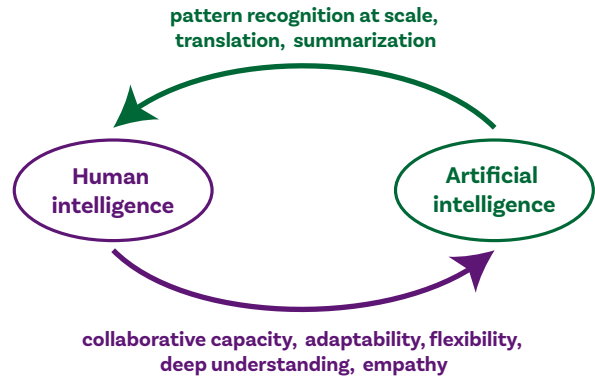 pattern recognition at scale,
translation, summarization
Human
intelligence
Artificial
intelligence
collaborative capacity, adaptability, flexibility,
deep understanding, empathy